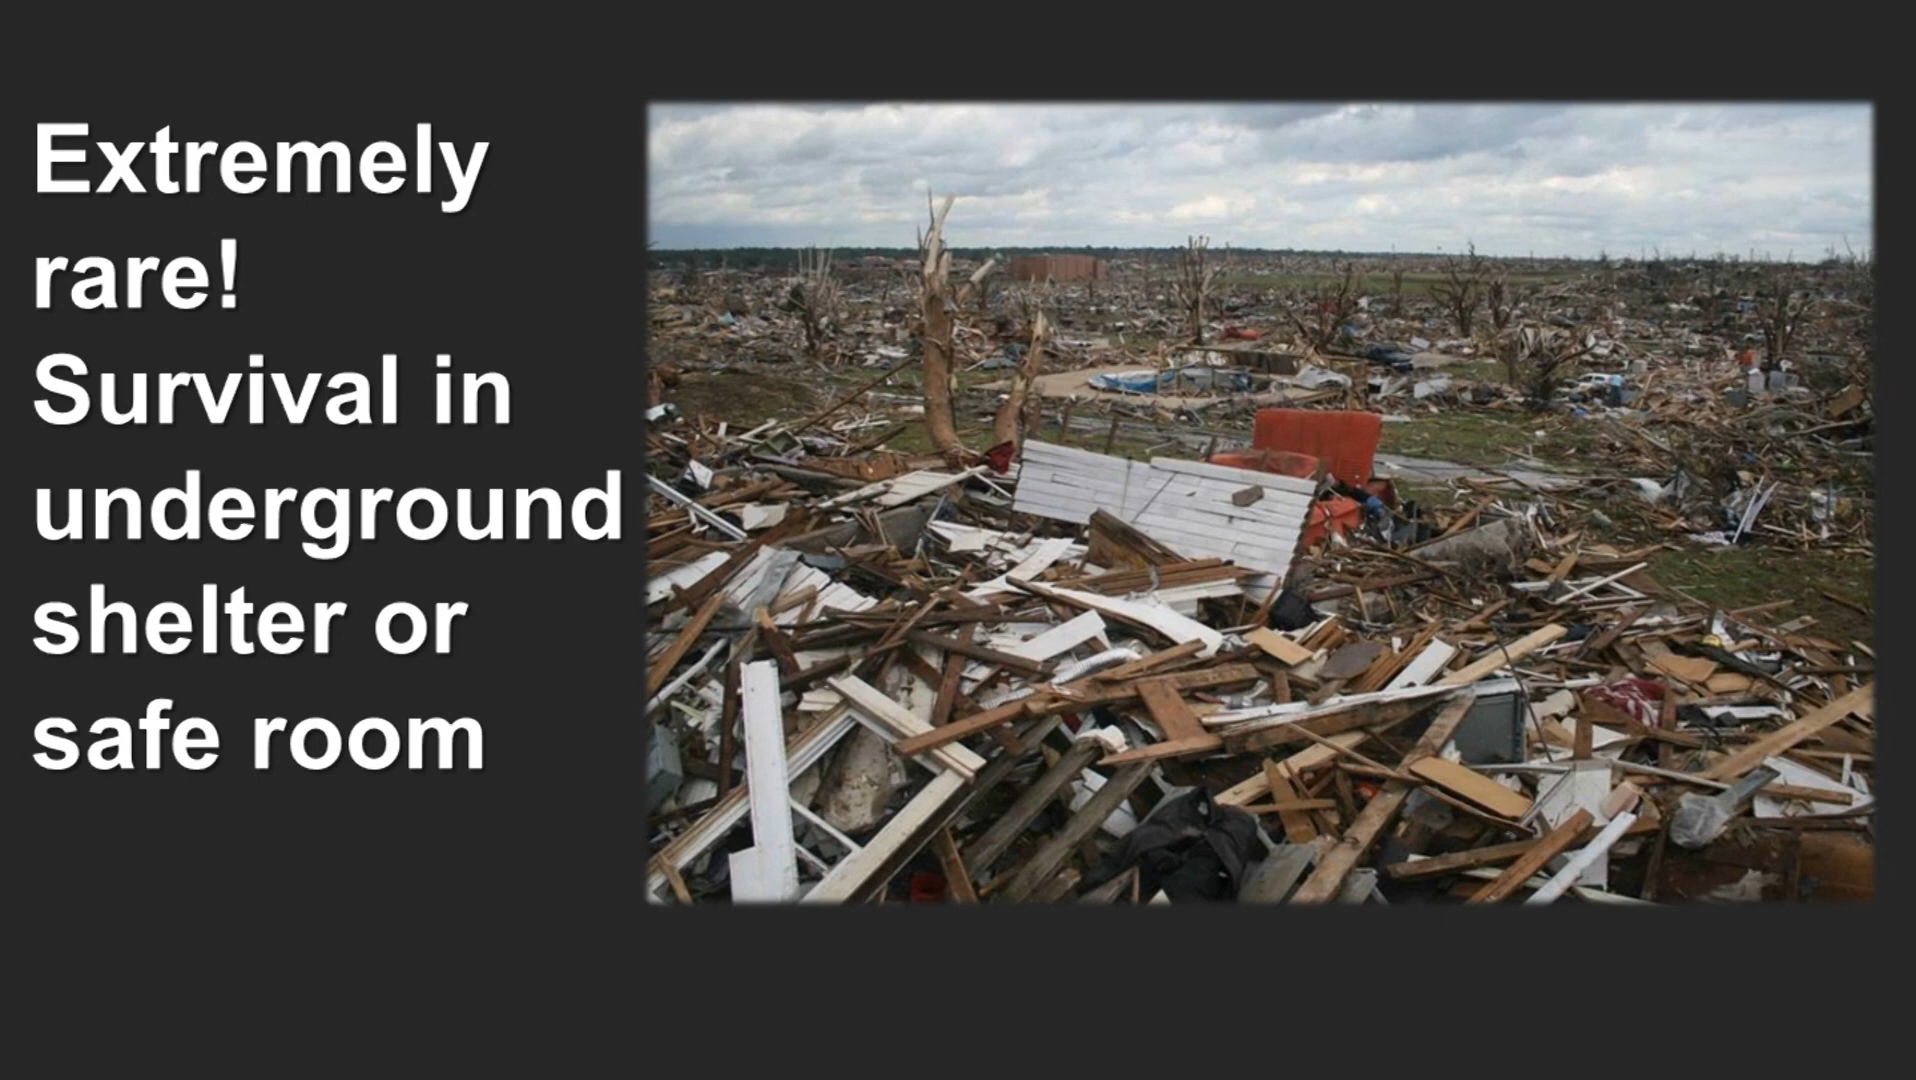 Extremely
rare!
Survival in
underground
shelter or
safe room